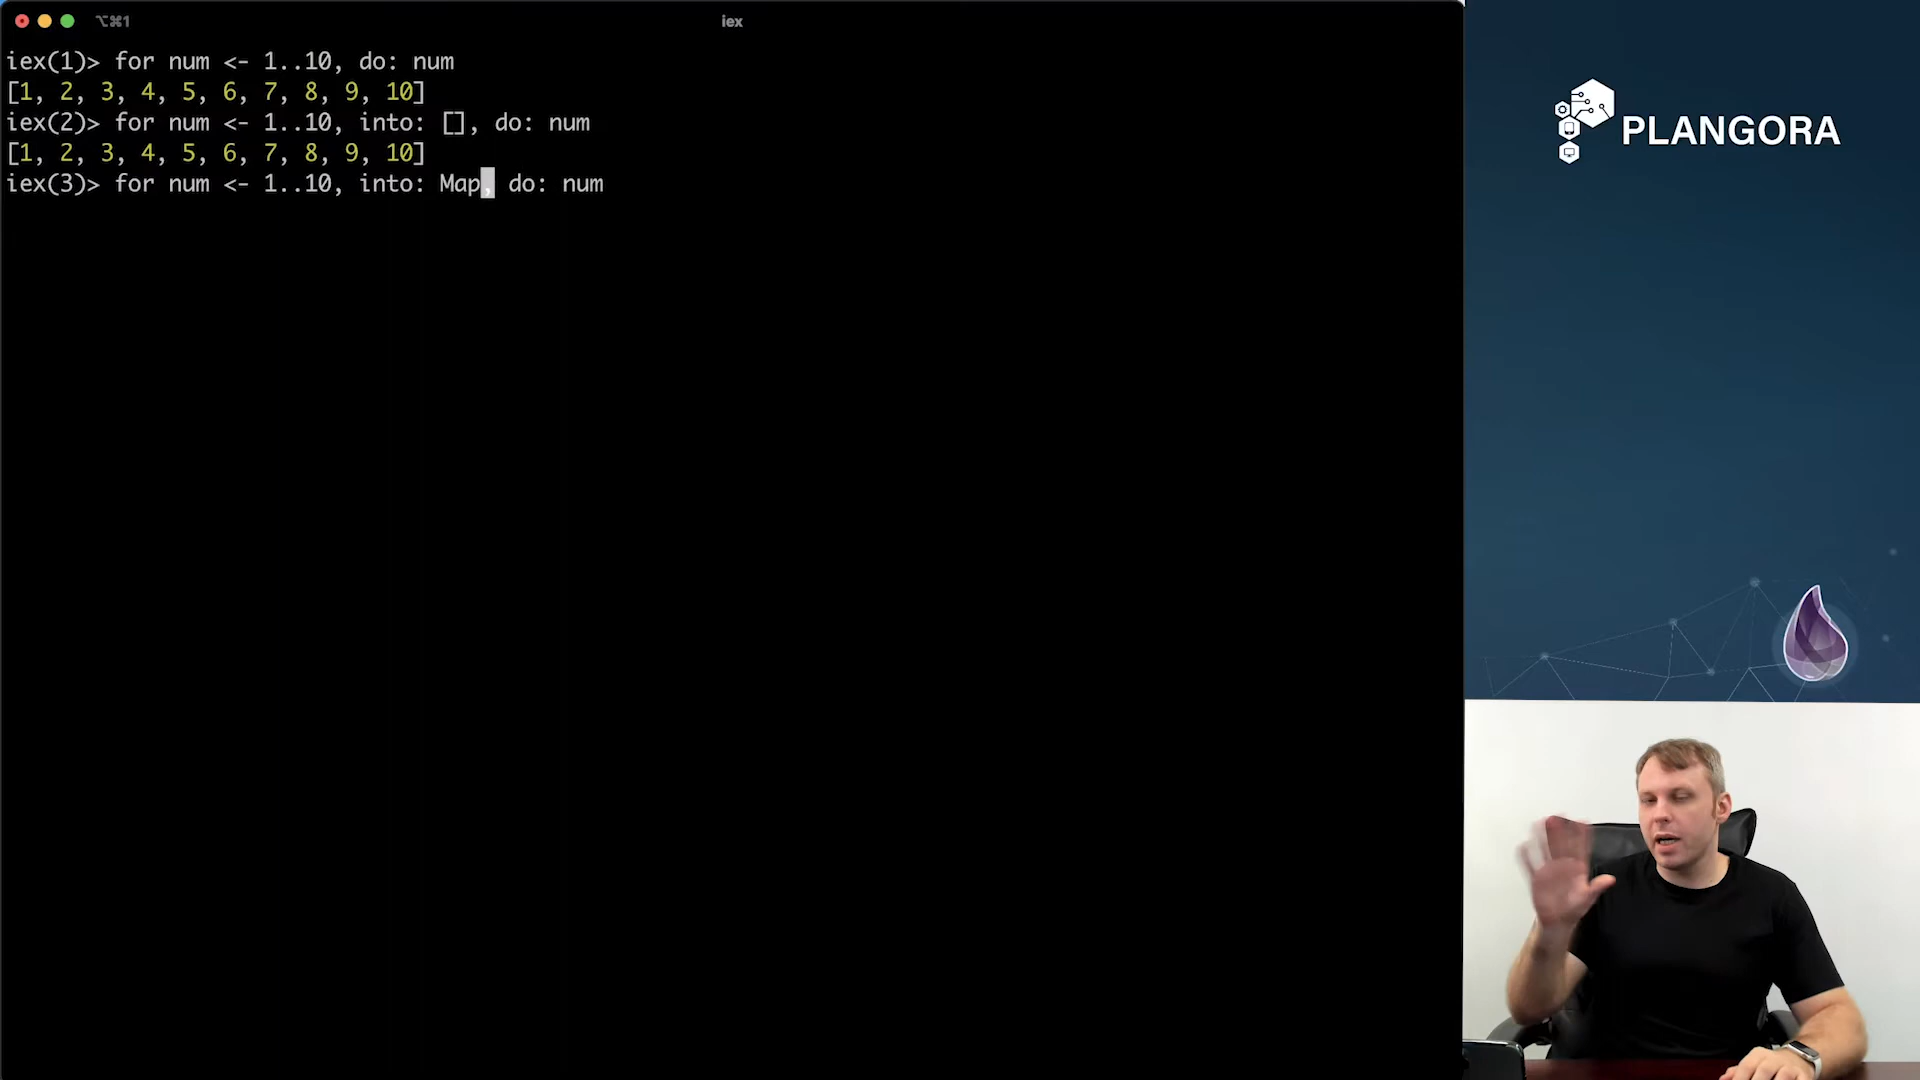 ⌥⌘1
iex
iex(1)> for num <- 1..10, do: num
[1, 2, 3, 4, 5, 6, 7, 8, 9, 10]
iex(2)> for num <- 1..10, into: [], do: num
[1, 2, 3, 4, 5, 6, 7, 8, 9, 10]
iex(3)> for num <- 1..10, into: Map, do: num
PLANGORA